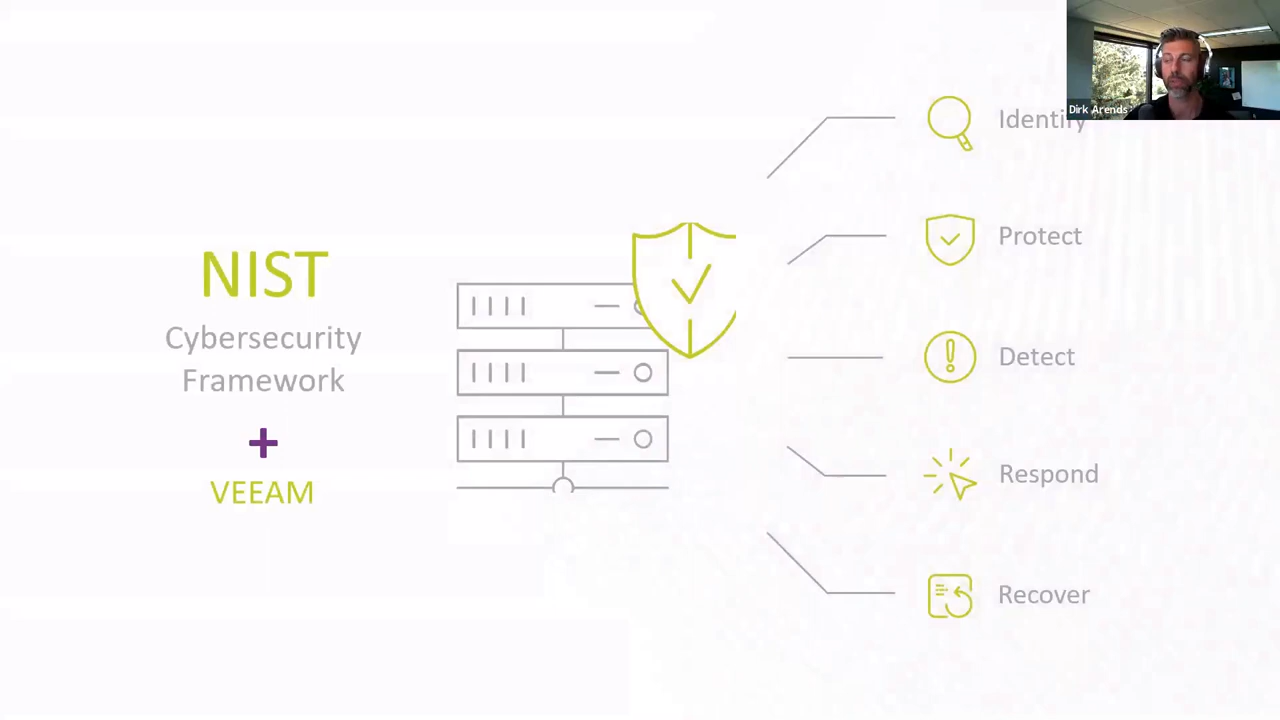 NIST
Cybersecurity
Framework
+
VEEAM
Identify
Protect
Detect
Respond
Recover
Dirk Arends